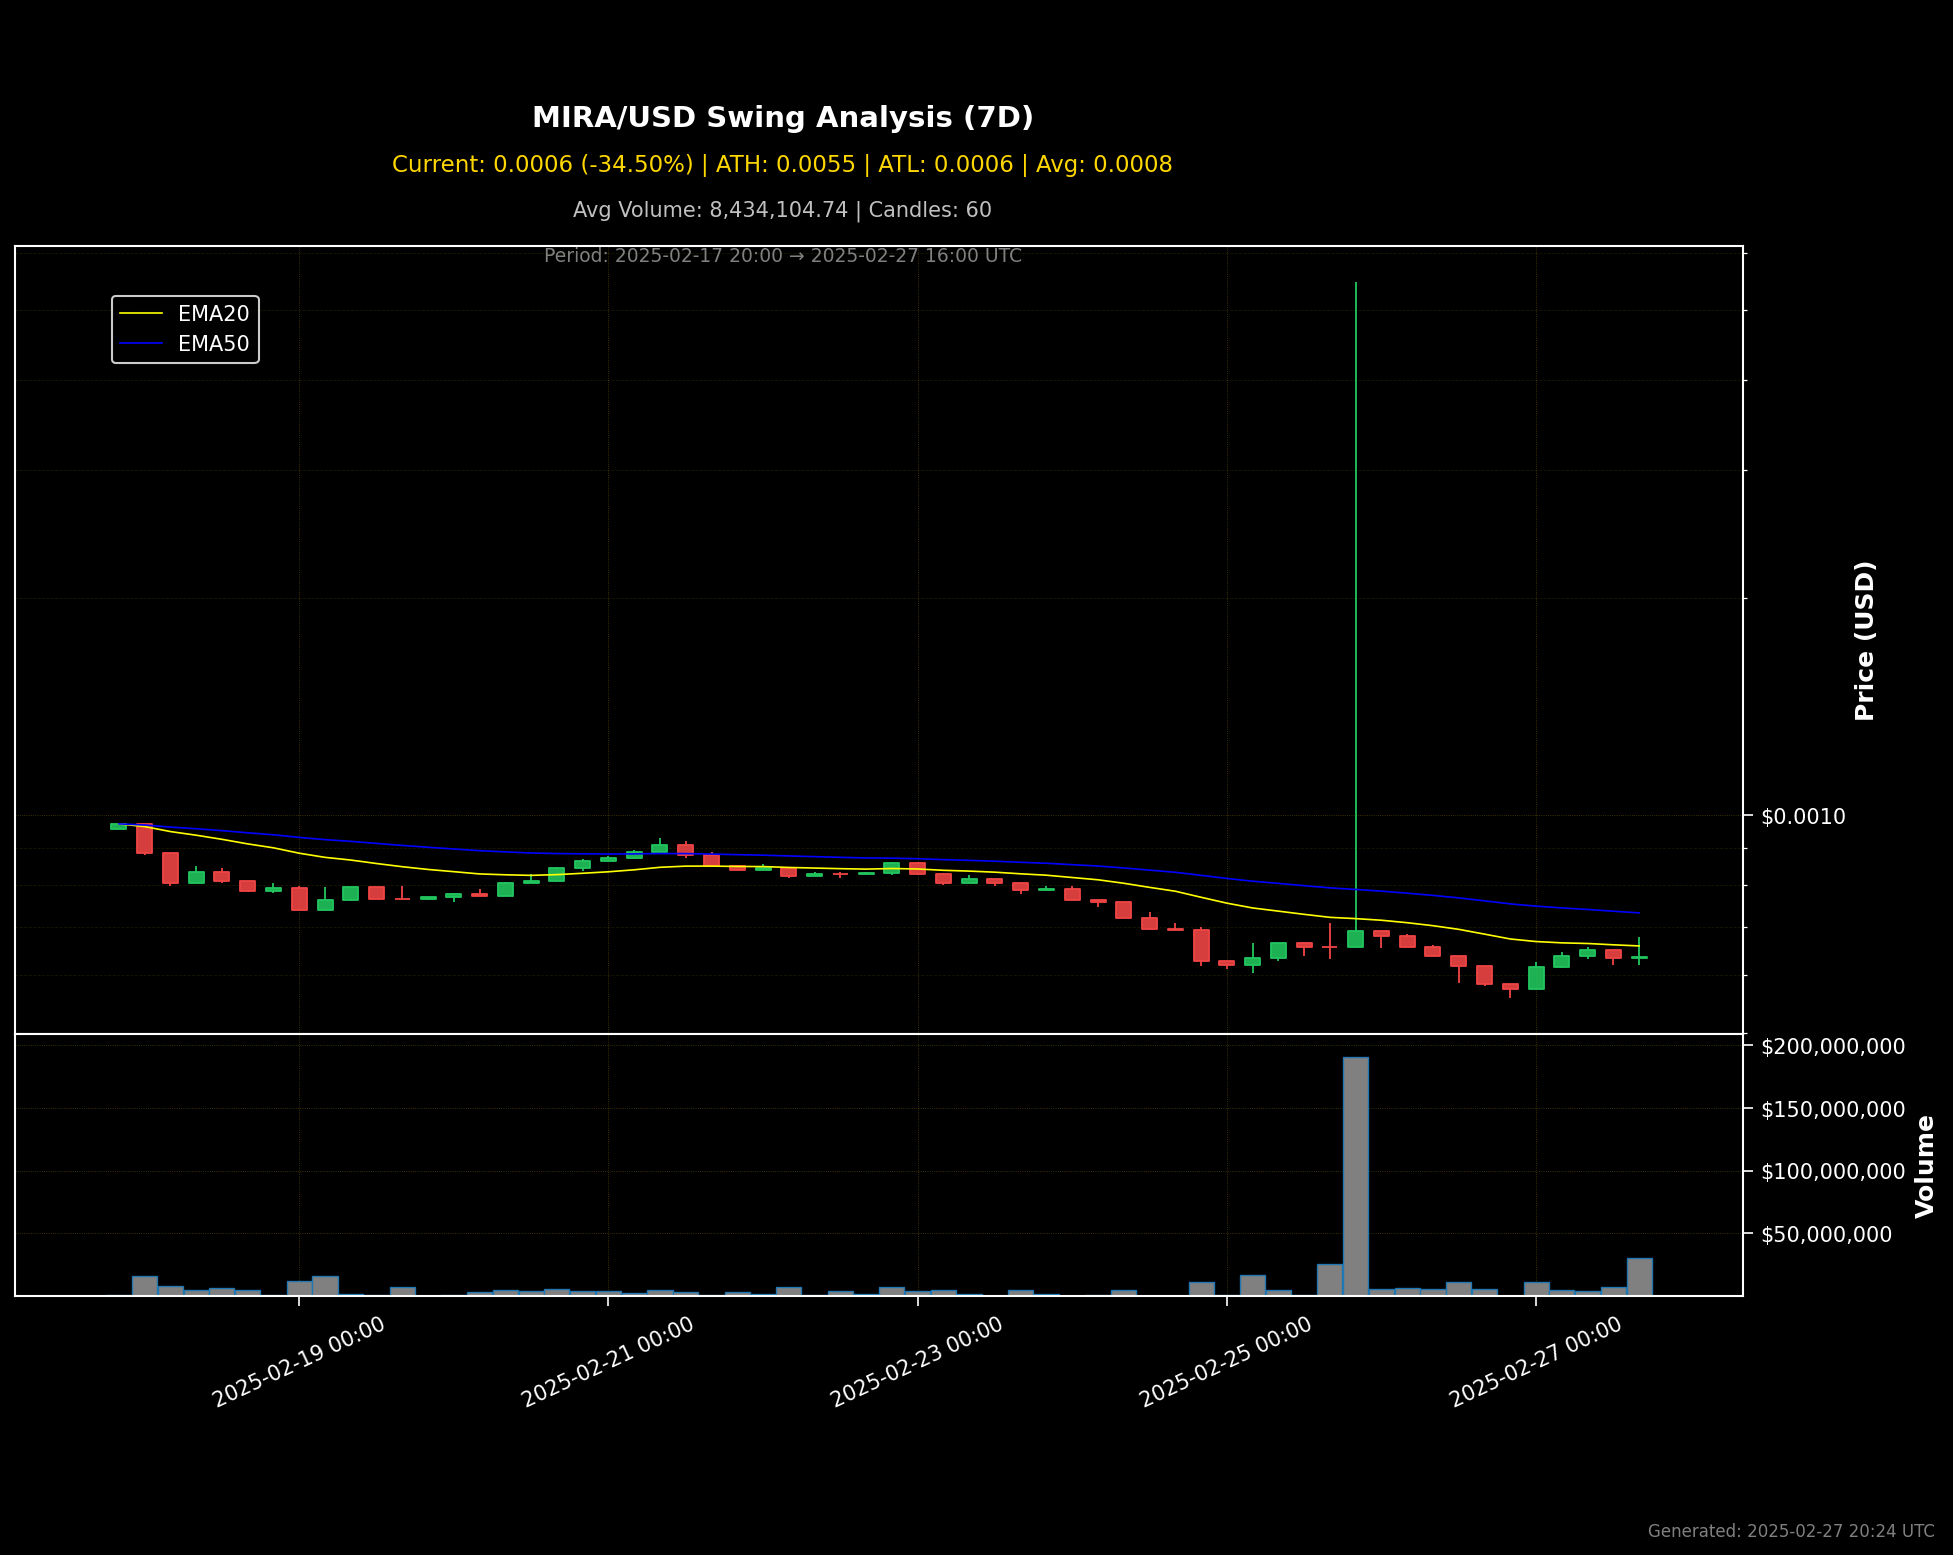 MIRA/USD Swing Analysis (7D)
Current: 0.0006 (-34.50%) | ATH: 0.0055 | ATL: 0.0006 | Avg: 0.0008
Avg Volume: 8,434,104.74 | Candles: 60
Period: 2025-02-17 20:00 → 2025-02-27 16:00 UTC
EMA20
EMA50
Price (USD)
$0.0010
$200,000,000
$150,000,000
$100,000,000
$50,000,000
Volume
2025-02-19 00:00
2025-02-21 00:00
2025-02-23 00:00
2025-02-25 00:00
2025-02-27 00:00
Generated: 2025-02-27 20:24 UTC